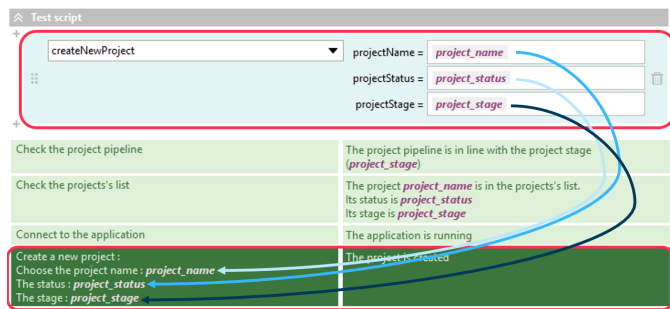 Test script
createNewProject
projectName = project_name
projectStatus = project_status
projectStage = project_stage
Check the project pipeline
The project pipeline is in line with the project stage
(project_stage)
Check the projects's list
The project project_name is in the projects's list.
Its status is project_status
Its stage is project_stage
Connect to the application
The application is running
Create a new project :
Choose the project name : project_name
The status : project_status
The stage : project_stage
The project is created